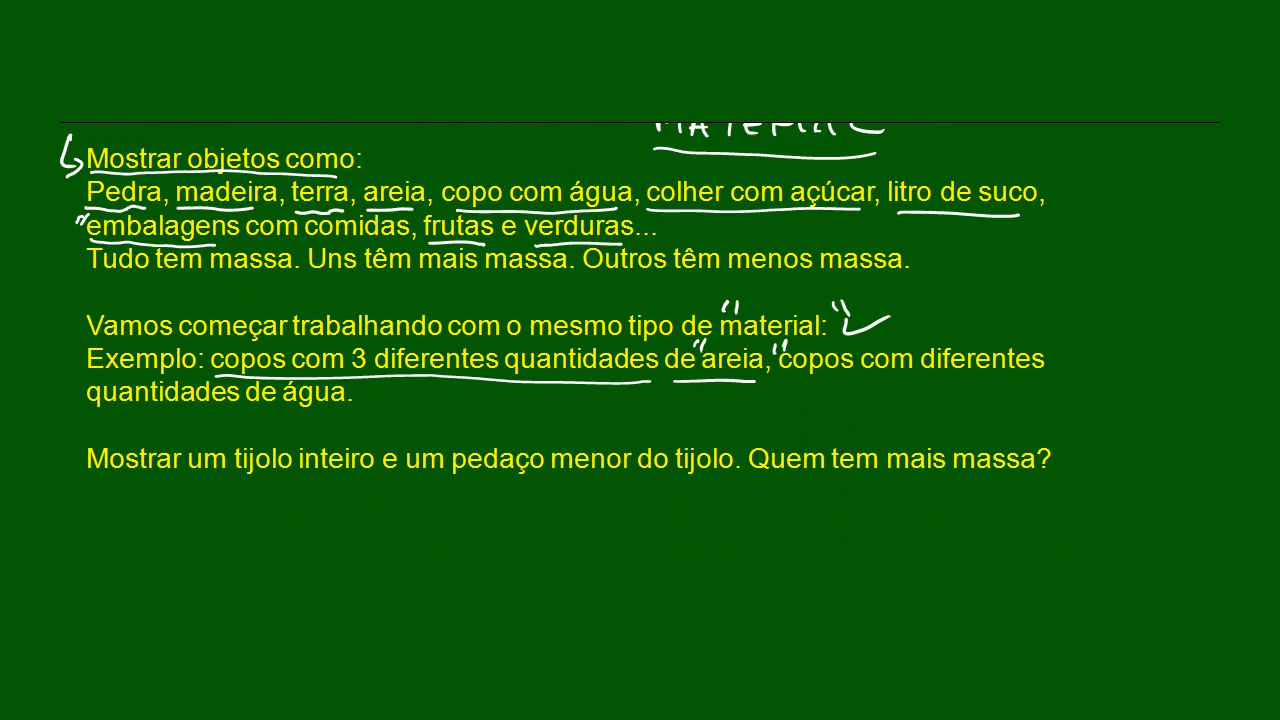 MATERIAL
Mostrar objetos como:
Pedra, madeira, terra, areia, copo com água, colher com açúcar, litro de suco,
embalagens com comidas, frutas e verduras...
Tudo tem massa. Uns têm mais massa. Outros têm menos massa.
Vamos começar trabalhando com o mesmo tipo de material:
Exemplo: copos com 3 diferentes quantidades de areia, copos com diferentes
quantidades de água.
Mostrar um tijolo inteiro e um pedaço menor do tijolo. Quem tem mais massa?